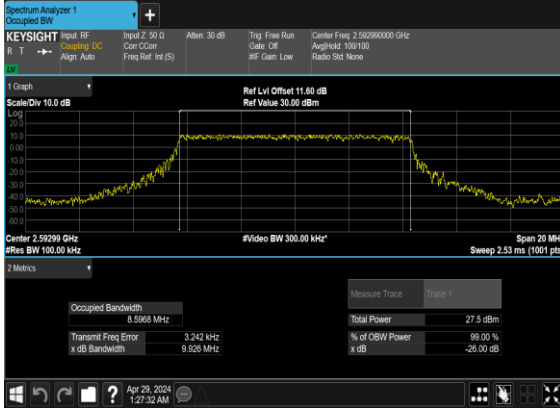 Spectrum Analyzer 1
Occupied BW
+
KEYSIGHT Input: RF Input Z: 50 Ω Atten: 30 dB Trig: Free Run Center Freq: 2.592990000 GHz
R T Coupling: DC Corr CCorr Gate: Off Avg|Hold: 100/100
Align: Auto Freq Ref: Int (S) #IF Gain: Low Radio Std: None
1 Graph
Ref Lvl Offset 11.60 dB
Scale/Div 10.0 dB Ref Value 30.00 dBm
Log
20.0
10.0
0.00
-10.0
-20.0
-30.0
-40.0
-50.0
-60.0
Center 2.59299 GHz #Video BW 300.00 kHz* Span 20 MH
#Res BW 100.00 kHz Sweep 2.53 ms (1001 pts
2 Metrics
Measure Trace Trace 1
Occupied Bandwidth
8.5968 MHz Total Power 27.5 dBm
Transmit Freq Error 3.242 kHz % of OBW Power 99.00 %
x dB Bandwidth 9.926 MHz x dB -26.00 dB
? Apr 29, 2024
1:27:32 AM